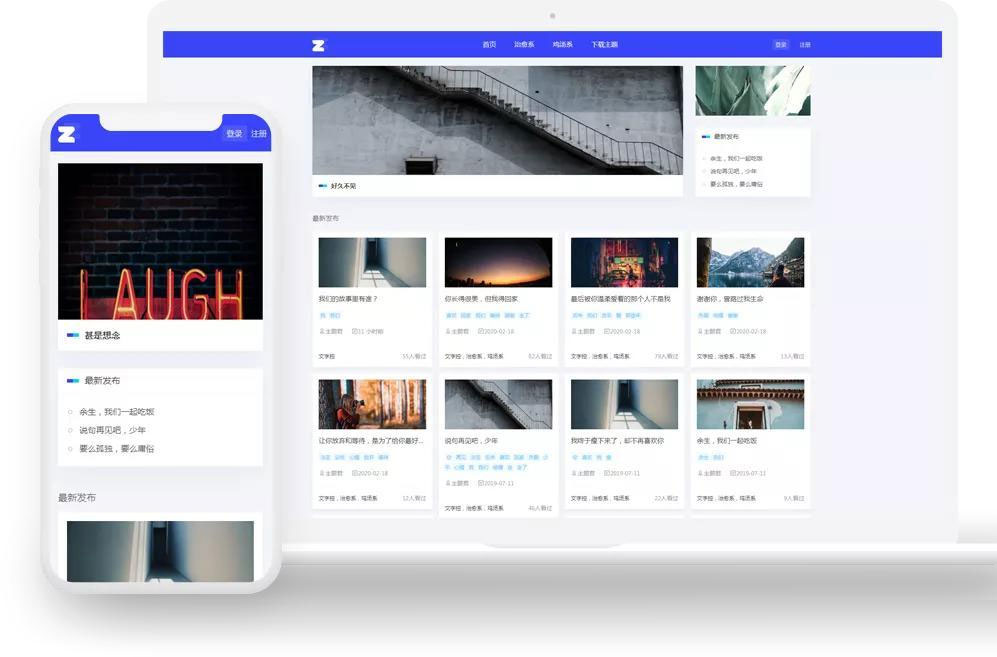 Z
首页 治愈系 鸡汤系 下载主题 登录 注册
好久不见
最新发布
余生，我们一起吃饭
说句再见吧，少年
要么孤独，要么庸俗
最新发布
我们的故事里有谁？
我 我们
主题君 11 小时前
文字控，治愈系，鸡汤系 55人看过
你长得很美，但我得回家
主题君 2020-02-18
文字控，治愈系，鸡汤系 62人看过
最后被你温柔爱着的那个人不是我
主题君 2020-02-18
文字控，治愈系，鸡汤系 79人看过
谢谢你，曾路过我生命
主题君 2020-02-18
文字控，治愈系，鸡汤系 13人看过
让你放弃和等待，是为了给你最好...
主题君 2020-02-18
文字控，治愈系，鸡汤系 12人看过
说句再见吧，少年
主题君 2019-07-11
文字控，治愈系，鸡汤系 46人看过
我终于瘦下来了，却不再喜欢你
主题君 2019-07-11
文字控，治愈系，鸡汤系 22人看过
余生，我们一起吃饭
主题君 2019-07-11
文字控，治愈系，鸡汤系 9人看过
Z 登录 注册
LAUGH
甚是想念
最新发布
余生，我们一起吃饭
说句再见吧，少年
要么孤独，要么庸俗
最新发布